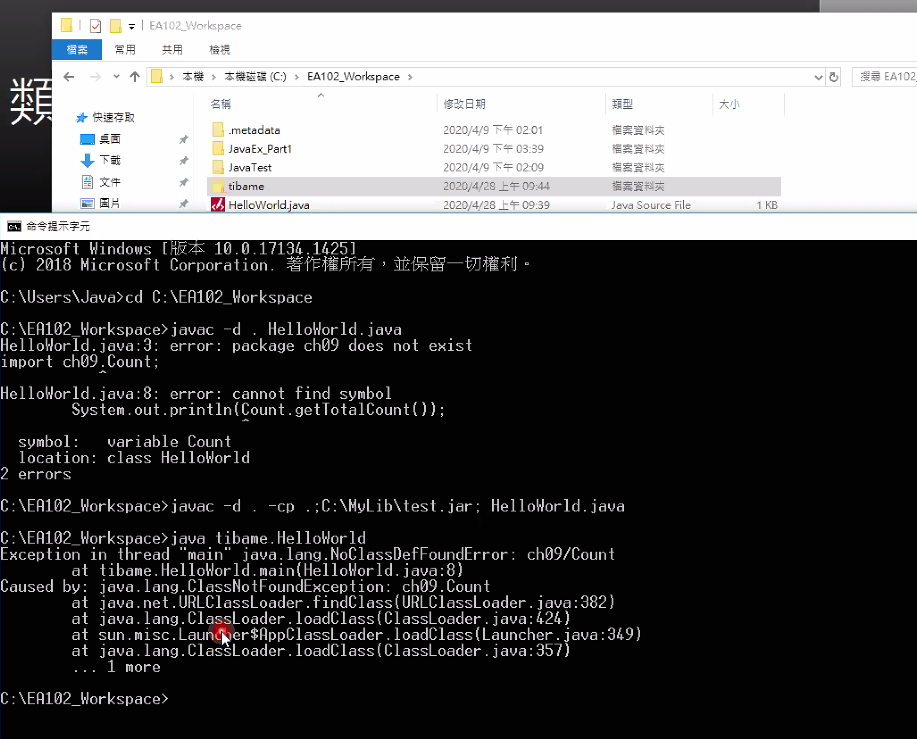 EA102_Workspace
檔案 常用 共用 檢視
類
本機 › 本機磁碟 (C:) › EA102_Workspace ›
搜尋 EA102_
名稱 修改日期 類型 大小
快速存取
桌面
下載
文件
圖片
.metadata 2020/4/9 下午 02:01 檔案資料夾
JavaEx_Part1 2020/4/9 下午 03:39 檔案資料夾
JavaTest 2020/4/9 下午 02:09 檔案資料夾
tibame 2020/4/28 上午 09:44 檔案資料夾
HelloWorld.java 2020/4/28 上午 09:39 Java Source File 1 KB
命令提示字元
Microsoft Windows [版本 10.0.17134.1425]
(c) 2018 Microsoft Corporation. 著作權所有，並保留一切權利。
C:\Users\Java>cd C:\EA102_Workspace
C:\EA102_Workspace>javac -d . HelloWorld.java
HelloWorld.java:3: error: package ch09 does not exist
import ch09.Count;
^
HelloWorld.java:8: error: cannot find symbol
System.out.println(Count.getTotalCount());
^
symbol: variable Count
location: class HelloWorld
2 errors
C:\EA102_Workspace>javac -d . -cp .;C:\MyLib\test.jar; HelloWorld.java
C:\EA102_Workspace>java tibame.HelloWorld
Exception in thread "main" java.lang.NoClassDefFoundError: ch09/Count
at tibame.HelloWorld.main(HelloWorld.java:8)
Caused by: java.lang.ClassNotFoundException: ch09.Count
at java.net.URLClassLoader.findClass(URLClassLoader.java:382)
at java.lang.ClassLoader.loadClass(ClassLoader.java:424)
at sun.misc.Launcher$AppClassLoader.loadClass(Launcher.java:349)
at java.lang.ClassLoader.loadClass(ClassLoader.java:357)
... 1 more
C:\EA102_Workspace>